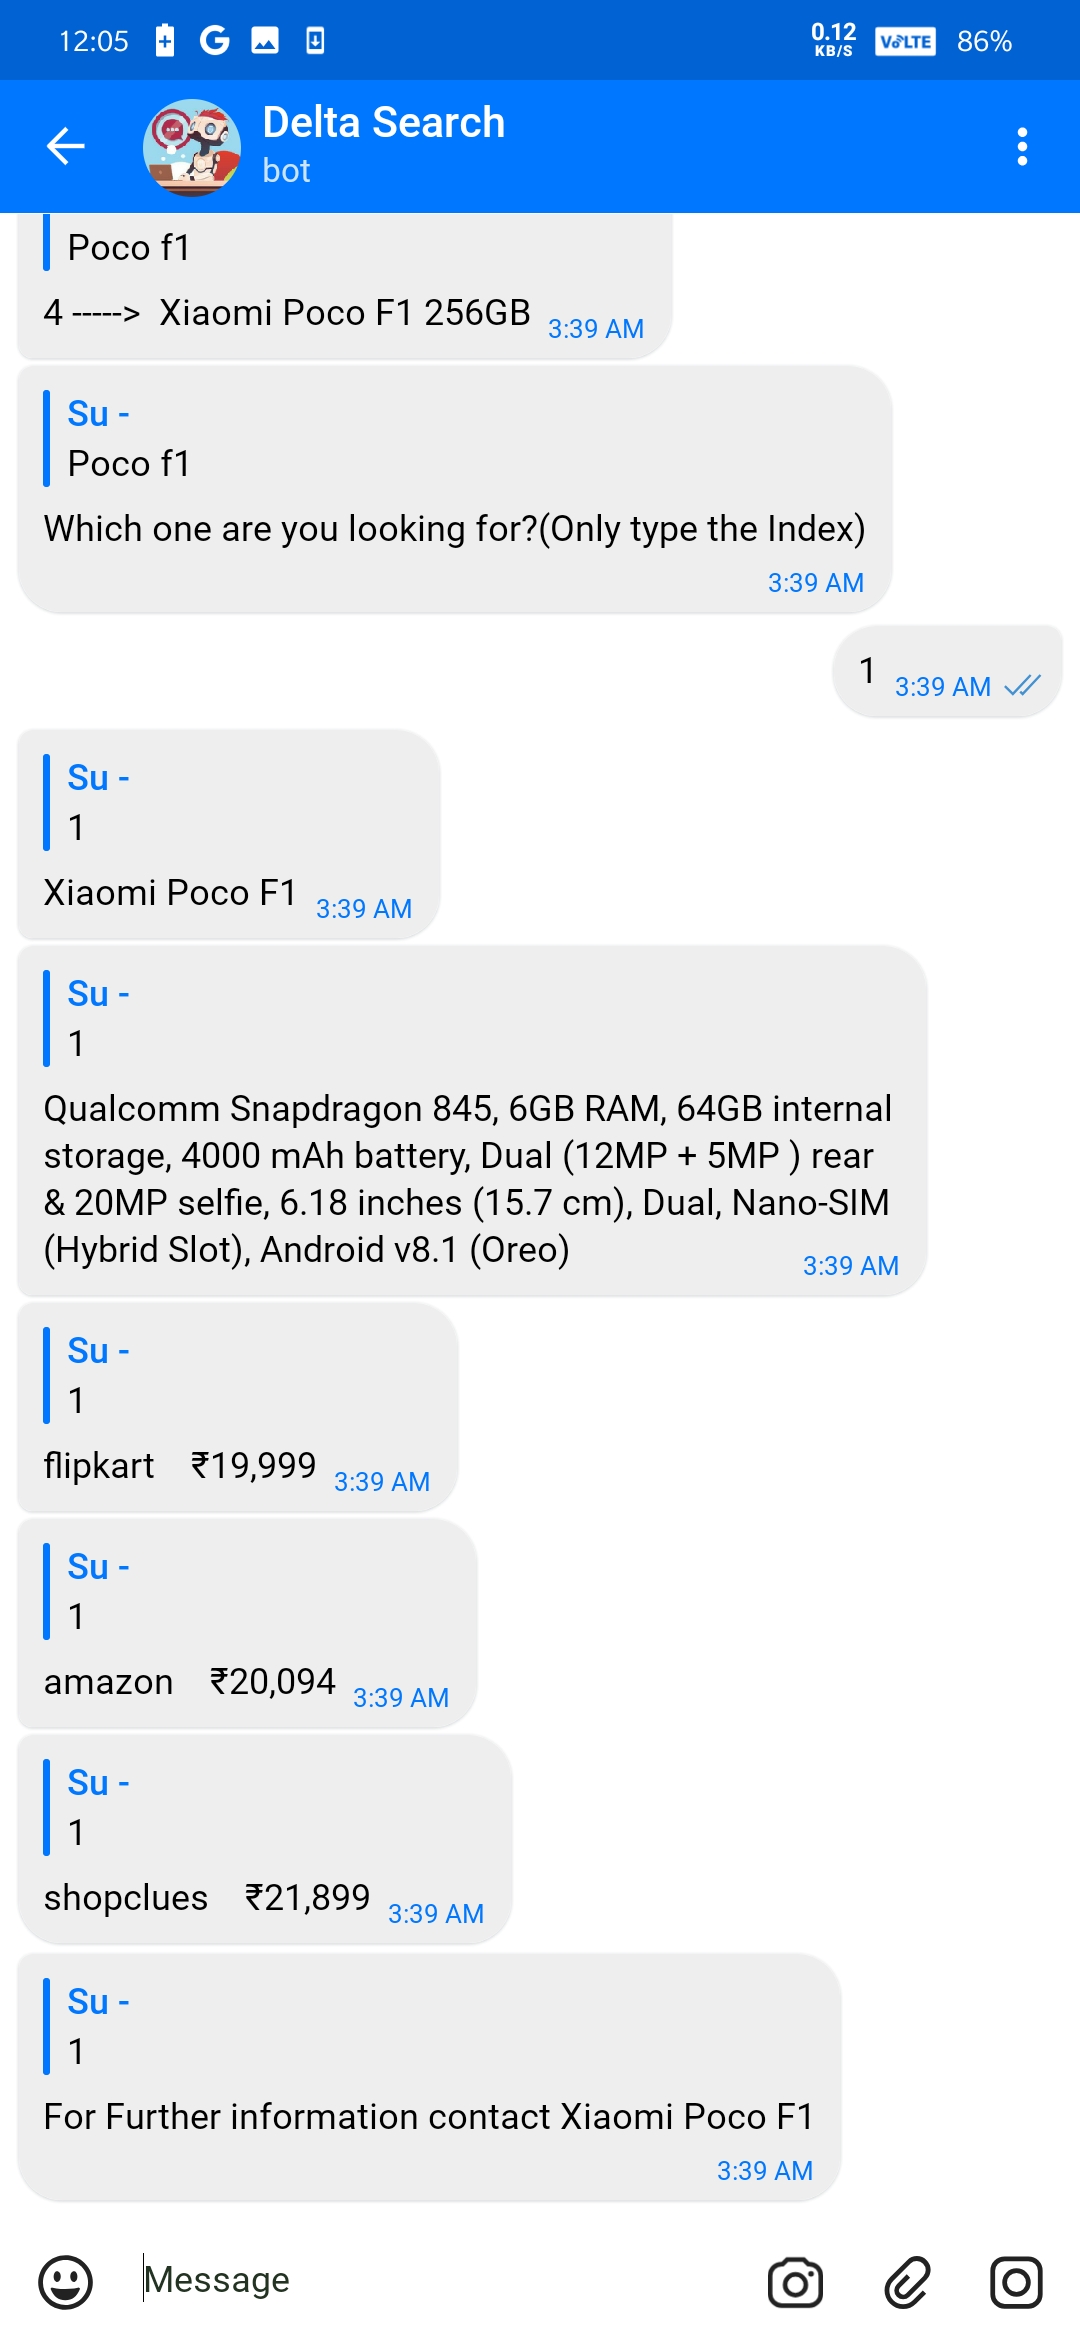 12:05
0.12
KB/S
VoLTE
86%
Delta Search
bot
Poco f1
4 -----> Xiaomi Poco F1 256GB 3:39 AM
Su -
Poco f1
Which one are you looking for?(Only type the Index)
3:39 AM
1 3:39 AM
Su -
1
Xiaomi Poco F1 3:39 AM
Su -
1
Qualcomm Snapdragon 845, 6GB RAM, 64GB internal
storage, 4000 mAh battery, Dual (12MP + 5MP ) rear
& 20MP selfie, 6.18 inches (15.7 cm), Dual, Nano-SIM
(Hybrid Slot), Android v8.1 (Oreo) 3:39 AM
Su -
1
flipkart ₹19,999 3:39 AM
Su -
1
amazon ₹20,094 3:39 AM
Su -
1
shopclues ₹21,899 3:39 AM
Su -
1
For Further information contact Xiaomi Poco F1
3:39 AM
Message